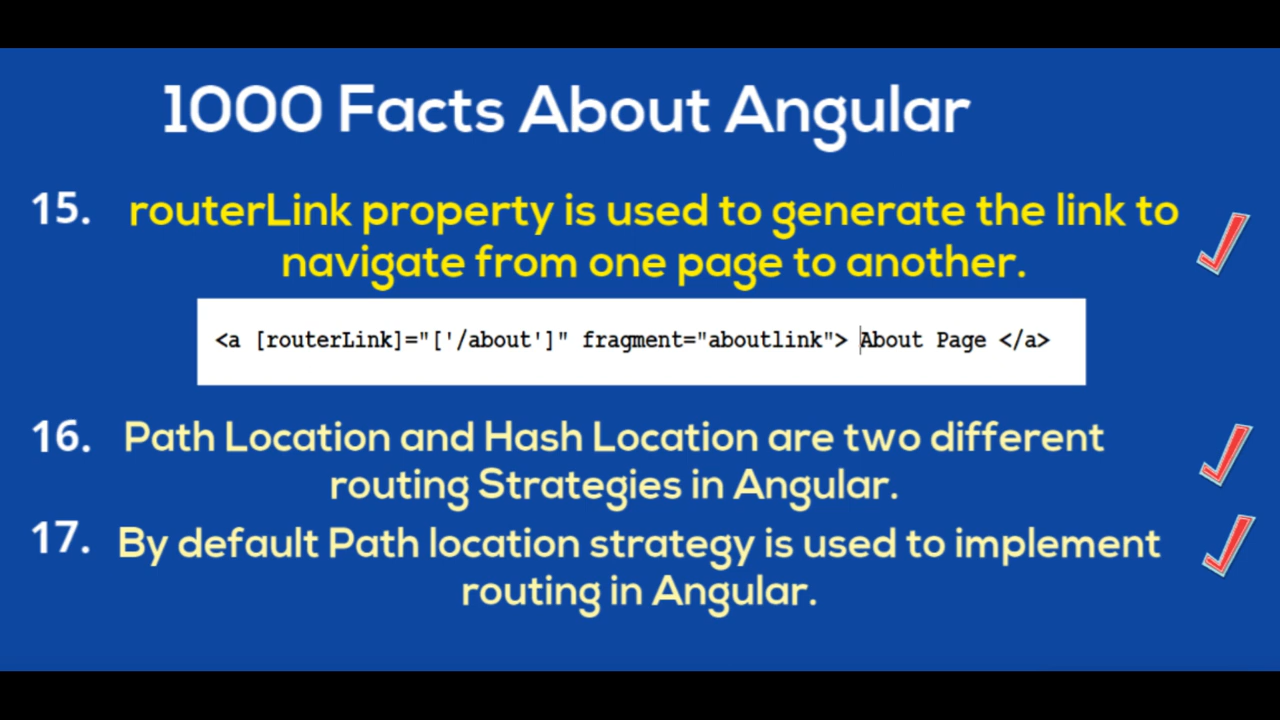 1000 Facts About Angular
15. routerLink property is used to generate the link to
navigate from one page to another.
<a [routerLink]="['/about']" fragment="aboutlink"> About Page </a>
16. Path Location and Hash Location are two different
routing Strategies in Angular.
17. By default Path location strategy is used to implement
routing in Angular.